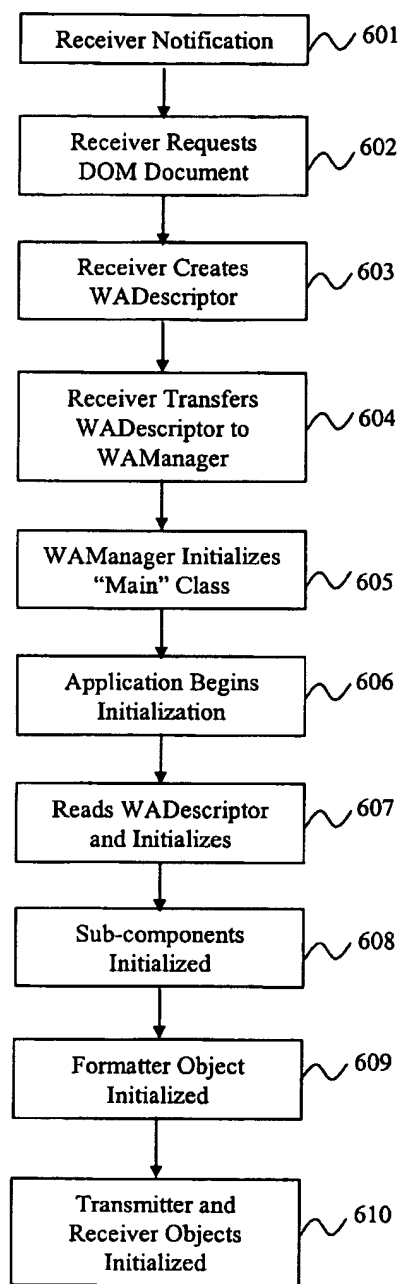 Receiver Notification
601
Receiver Requests
DOM Document
602
Receiver Creates
WADescriptor
603
Receiver Transfers
WADescriptor to
WAManager
604
WAManager Initializes
“Main” Class
605
Application Begins
Initialization
606
Reads WADescriptor
and Initializes
607
Sub-components
Initialized
608
Formatter Object
Initialized
609
Transmitter and
Receiver Objects
Initialized
610